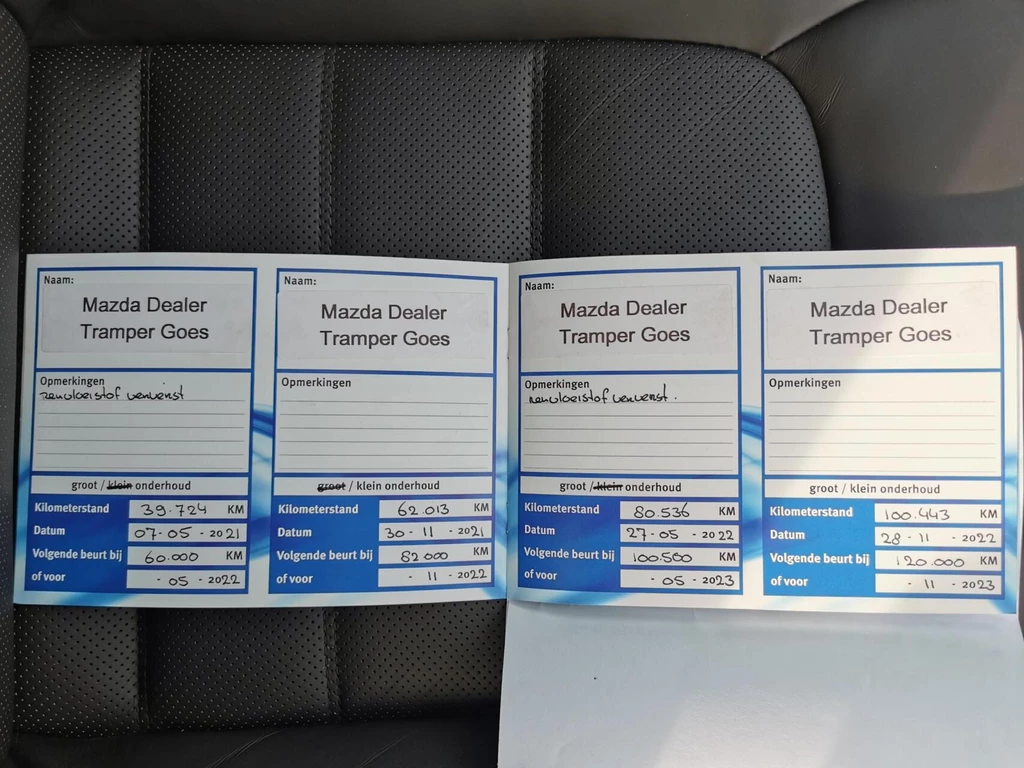 Naam:
Mazda Dealer
Tramper Goes
Opmerkingen
remvloeistof ververst
groot / klein onderhoud
Kilometerstand 39.724 KM
Datum 07-05-2021
Volgende beurt bij 60.000 KM
of voor -05-2022
Naam:
Mazda Dealer
Tramper Goes
Opmerkingen
groot / klein onderhoud
Kilometerstand 62.013 KM
Datum 30-11-2021
Volgende beurt bij 82000 KM
of voor -11-2022
Naam:
Mazda Dealer
Tramper Goes
Opmerkingen
remvloeistof ververst.
groot / klein onderhoud
Kilometerstand 80.536 KM
Datum 27-05-2022
Volgende beurt bij 100.500 KM
of voor -05-2023
Naam:
Mazda Dealer
Tramper Goes
Opmerkingen
groot / klein onderhoud
Kilometerstand 100.443 KM
Datum 28-11-2022
Volgende beurt bij 120.000 KM
of voor -11-2023